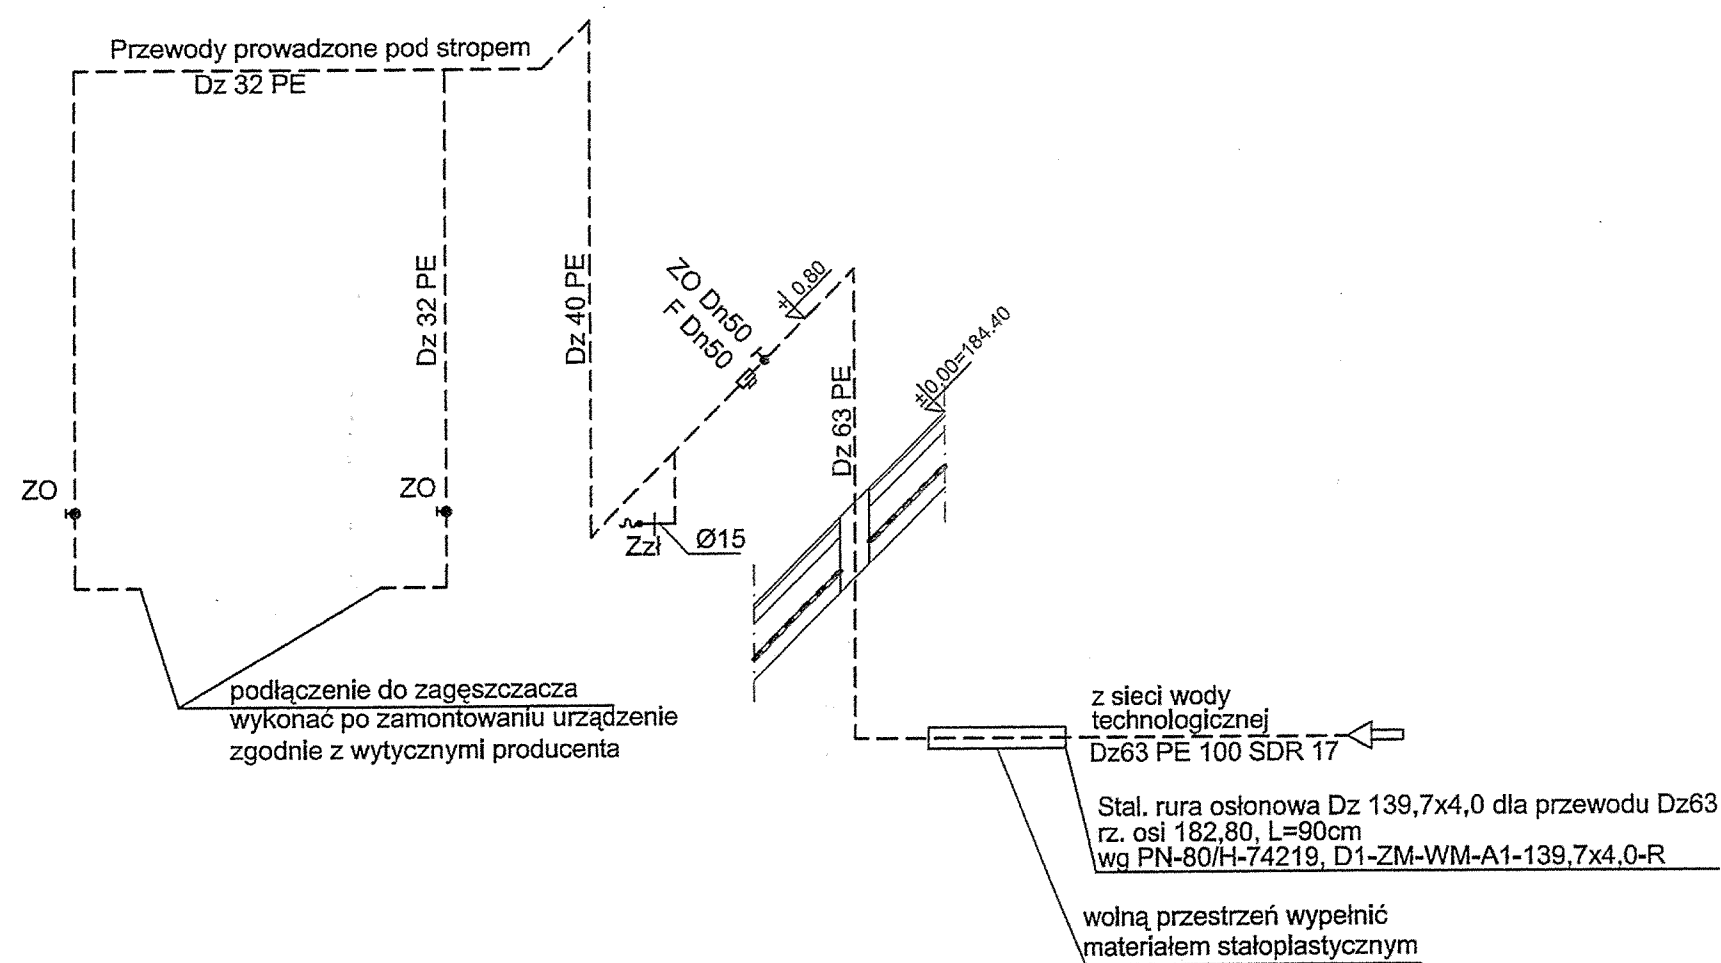 Przewody prowadzone pod stropem
Dz 32 PE
Dz 32 PE
Dz 40 PE
ZO Dn50
F Dn50
+0,80
Dz 63 PE
±0,00=184.40
ZO
ZO
Zzł
Ø15
podłączenie do zagęszczacza
wykonać po zamontowaniu urządzenie
zgodnie z wytycznymi producenta
z sieci wody
technologicznej
Dz63 PE 100 SDR 17
Stal. rura osłonowa Dz 139,7x4,0 dla przewodu Dz63
rz. osi 182,80, L=90cm
wg PN-80/H-74219, D1-ZM-WM-A1-139,7x4,0-R
wolną przestrzeń wypełnić
materiałem stałoplastycznym